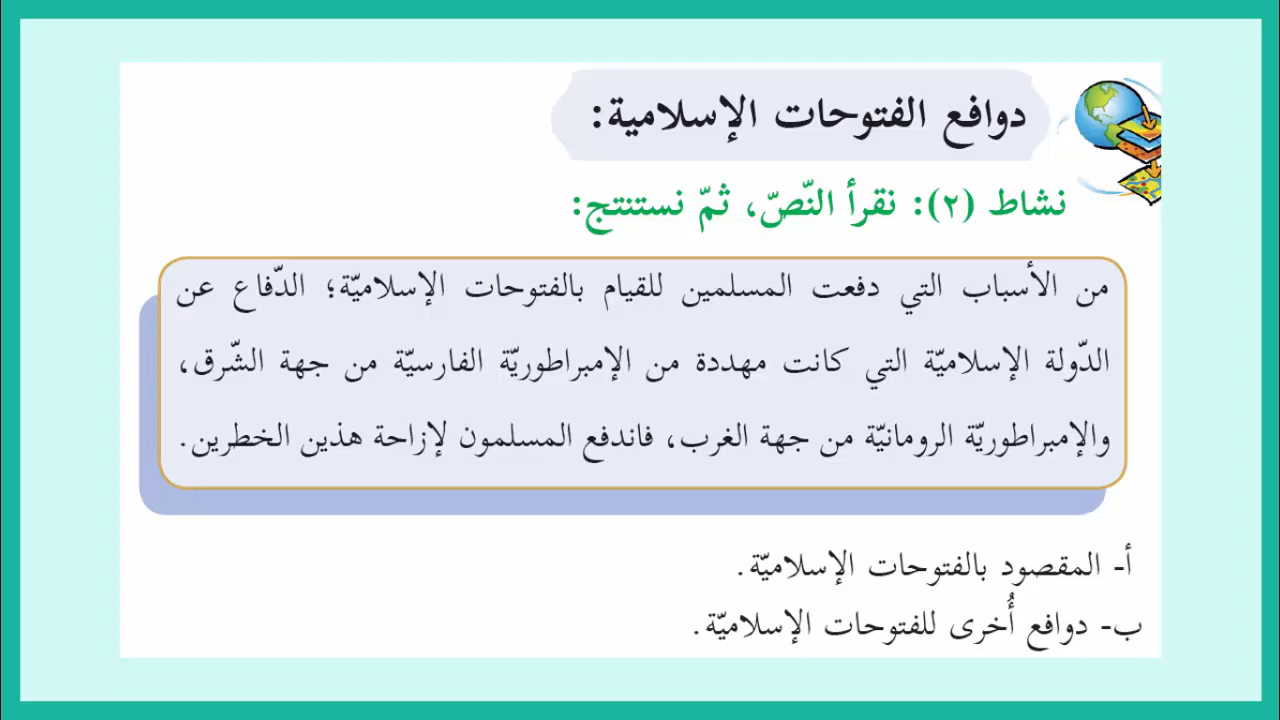 دوافع الفتوحات الإسلامية:
نشاط (٢): نقرأ النّصّ، ثمّ نستنتج:
من الأسباب التي دفعت المسلمين للقيام بالفتوحات الإسلاميّة؛ الدّفاع عن
الدّولة الإسلاميّة التي كانت مهددة من الإمبراطوريّة الفارسيّة من جهة الشّرق،
والإمبراطوريّة الرومانيّة من جهة الغرب، فاندفع المسلمون لإزاحة هذين الخطرين.
أ- المقصود بالفتوحات الإسلاميّة.
ب- دوافع أُخرى للفتوحات الإسلاميّة.